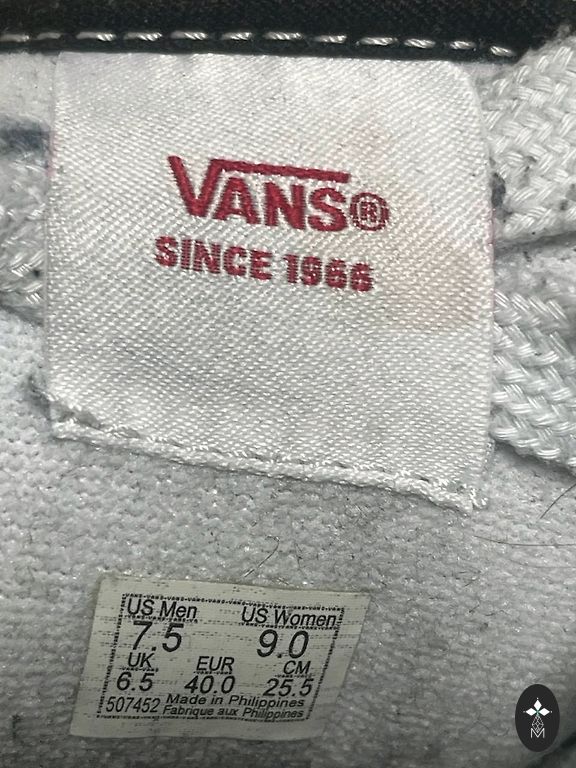 VANS®
SINCE 1966
US Men US Women
7.5 9.0
UK EUR CM
6.5 40.0 25.5
507452 Made in Philippines
Fabrique aux Philippines
M